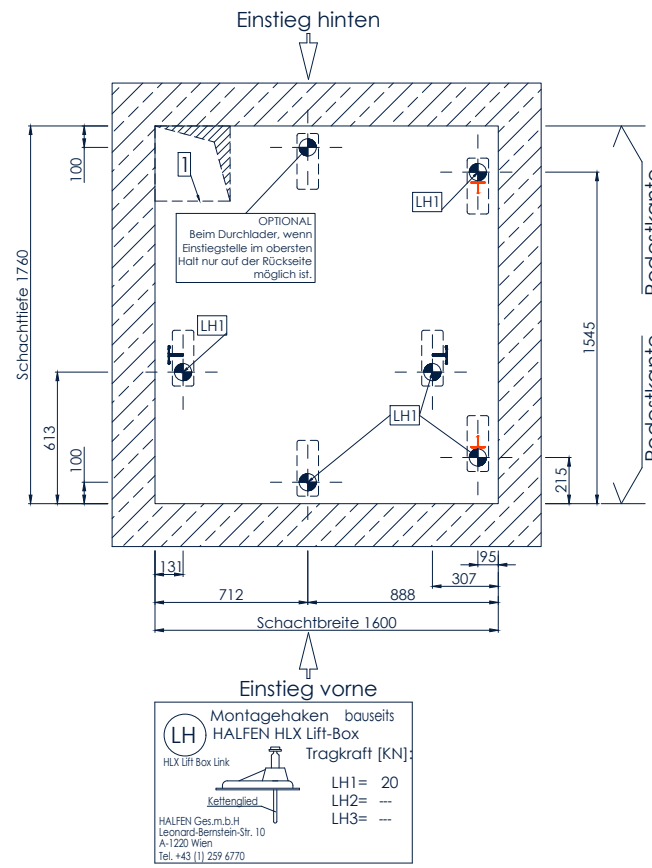 Einstieg hinten
100
1
LH1
OPTIONAL
Beim Durchlader, wenn
Einstiegstelle im obersten
Halt nur auf der Rückseite
möglich ist.
Schachttiefe 1760
1545
LH1
LH1
613
100
215
131
95
307
712
888
Schachtbreite 1600
Einstieg vorne
LH
Montagehaken bauseits
HALFEN HLX Lift-Box
HLX Lift Box Link
Tragkraft [KN]:
Kettenglied
LH1= 20
LH2= ---
LH3= ---
HALFEN Ges.m.b.H
Leonard-Bernstein-Str. 10
A-1220 Wien
Tel. +43 (1) 259 6770